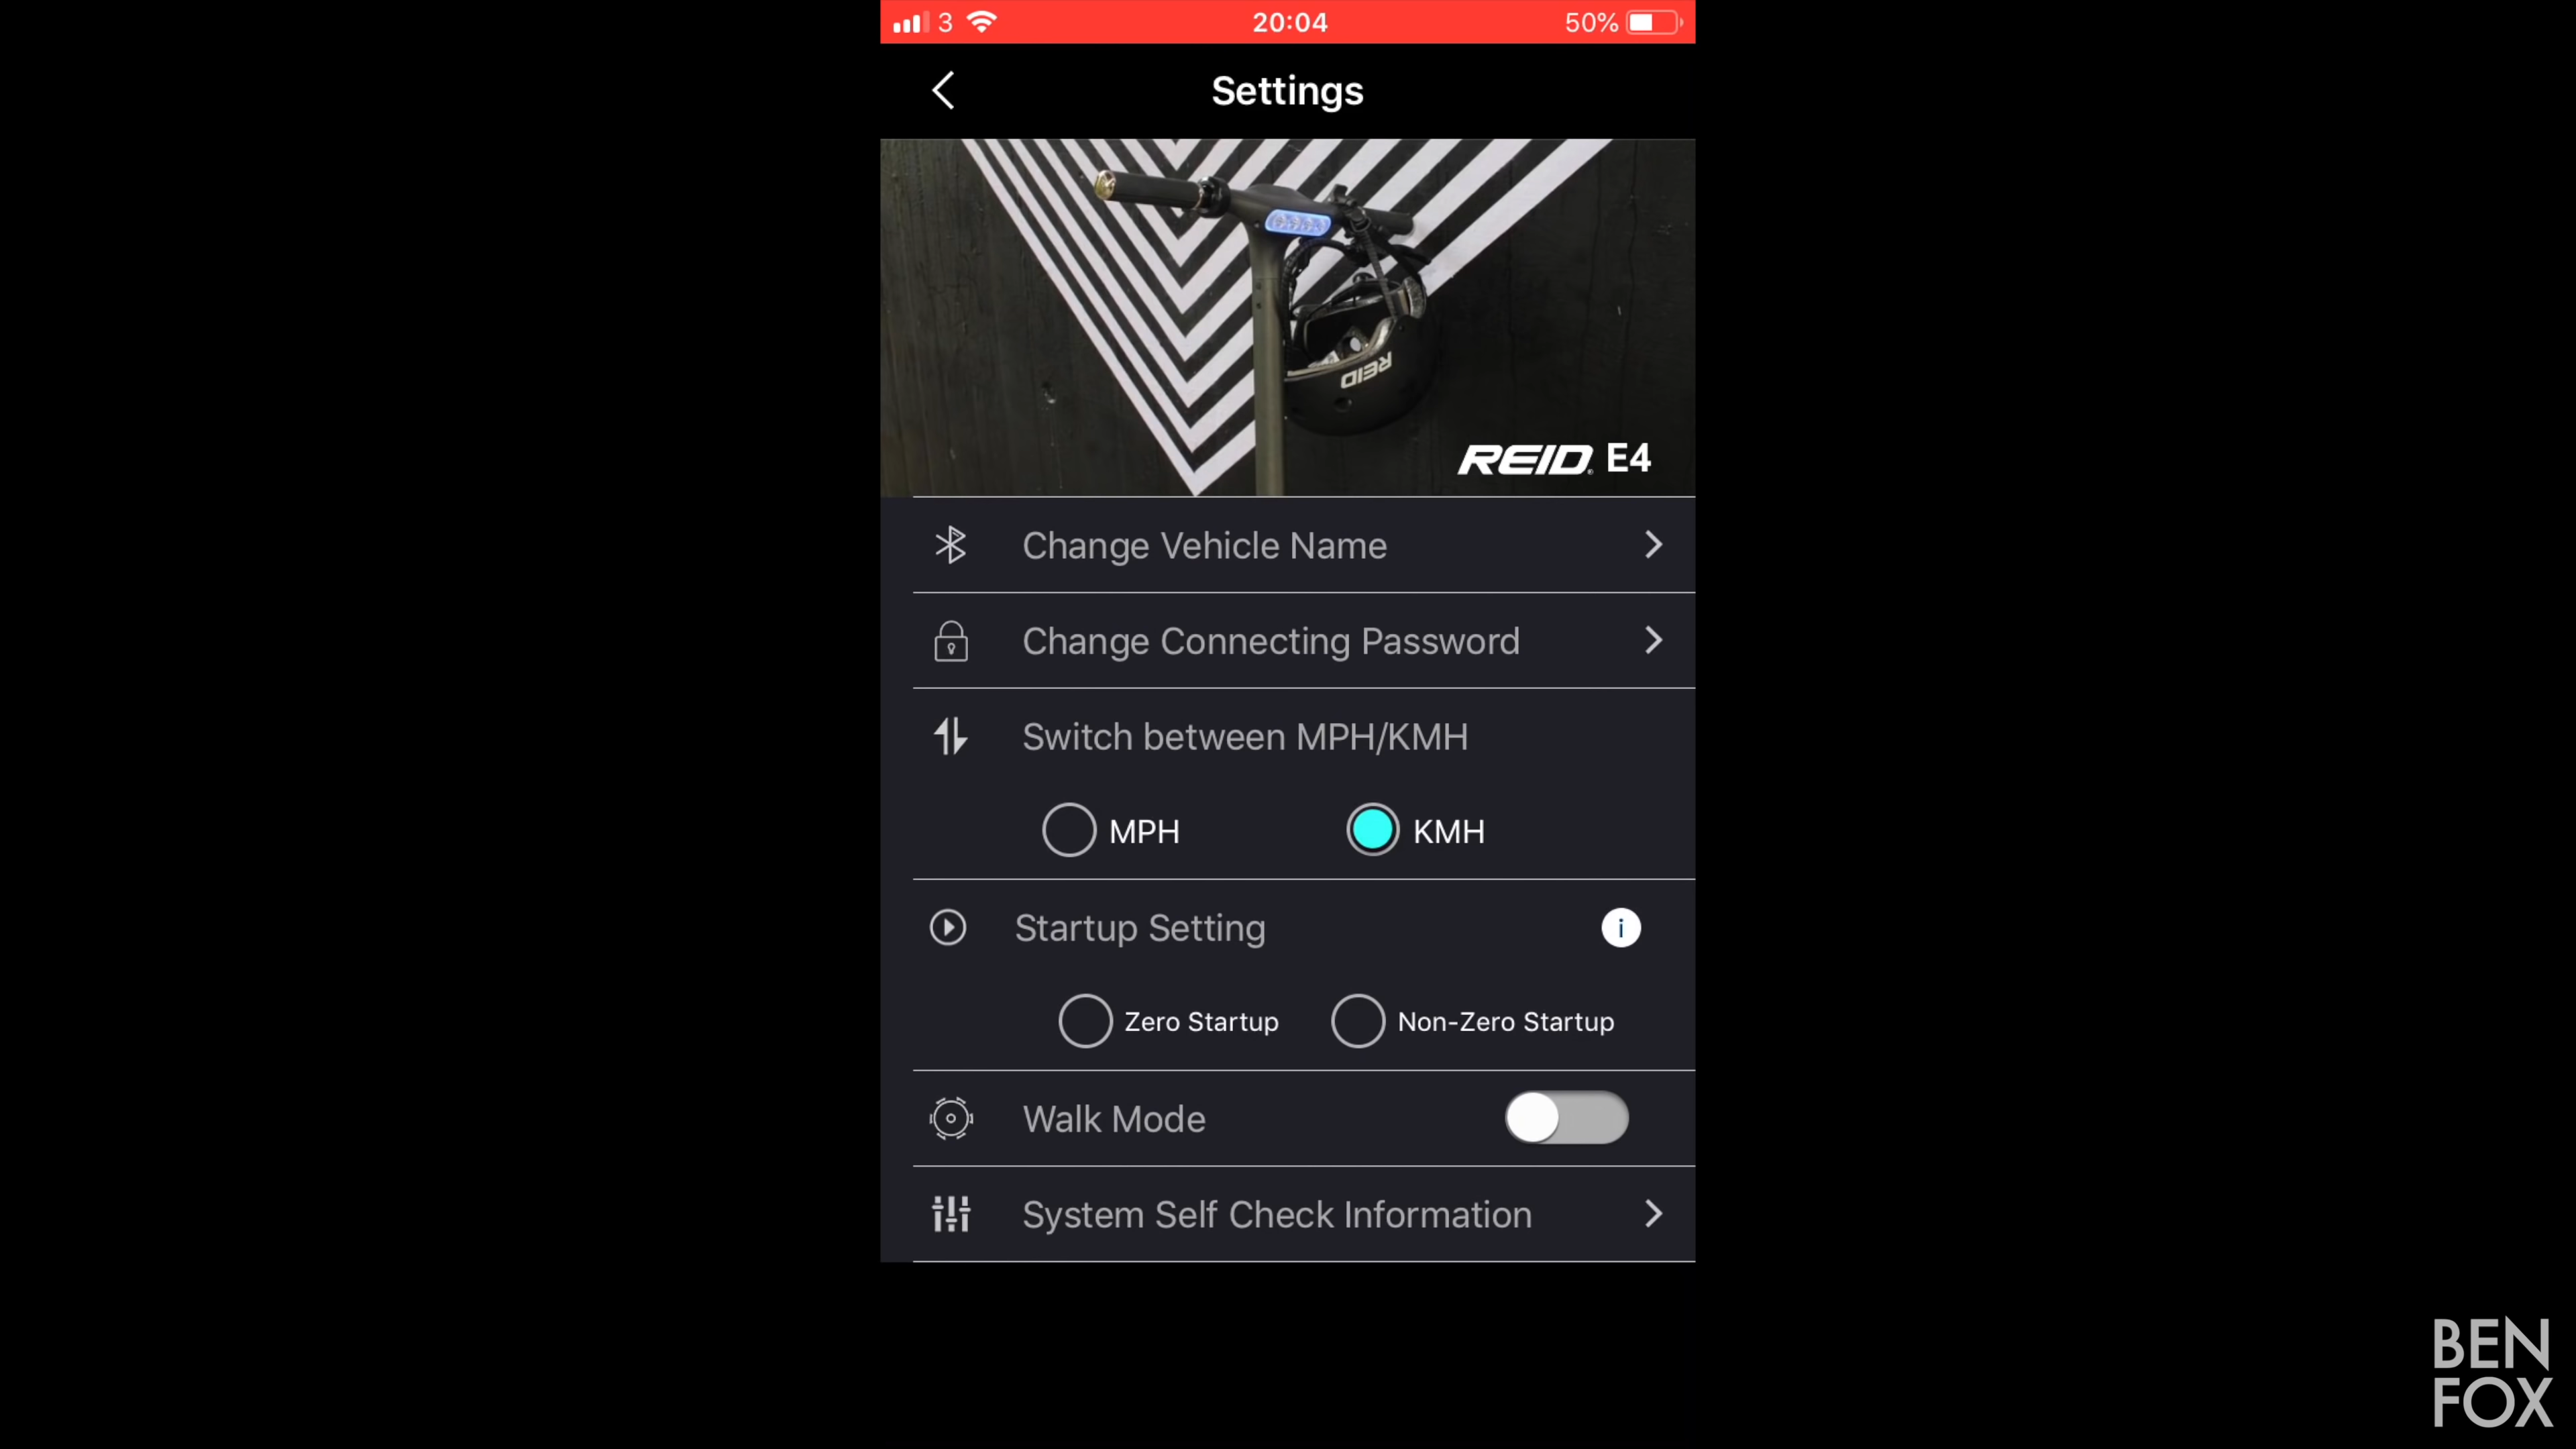 3 20:04 50%
Settings
REID
REID E4
Change Vehicle Name
Change Connecting Password
Switch between MPH/KMH
MPH KMH
Startup Setting i
Zero Startup Non-Zero Startup
Walk Mode
System Self Check Information
BEN
FOX